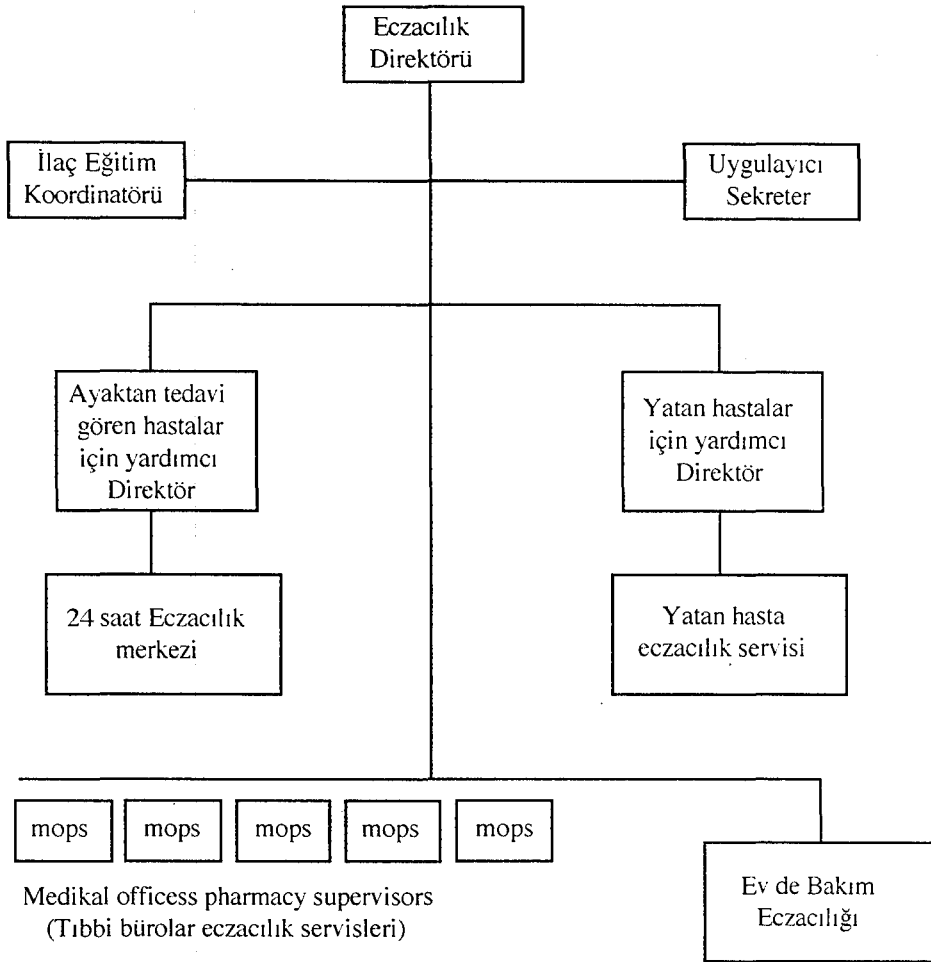 Eczacılık
Direktörü
İlaç Eğitim
Koordinatörü
Uygulayıcı
Sekreter
Ayaktan tedavi
gören hastalar
için yardımcı
Direktör
Yatan hastalar
için yardımcı
Direktör
24 saat Eczacılık
merkezi
Yatan hasta
eczacılık servisi
mops mops mops mops mops
Medikal officess pharmacy supervisors
(Tıbbi bürolar eczacılık servisleri)
Ev de Bakım
Eczacılığı